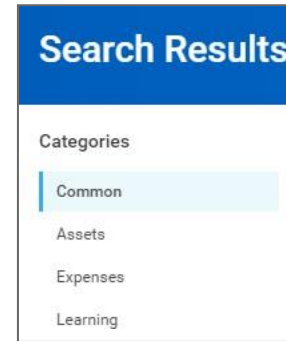 Search Results
Categories
Common
Assets
Expenses
Learning